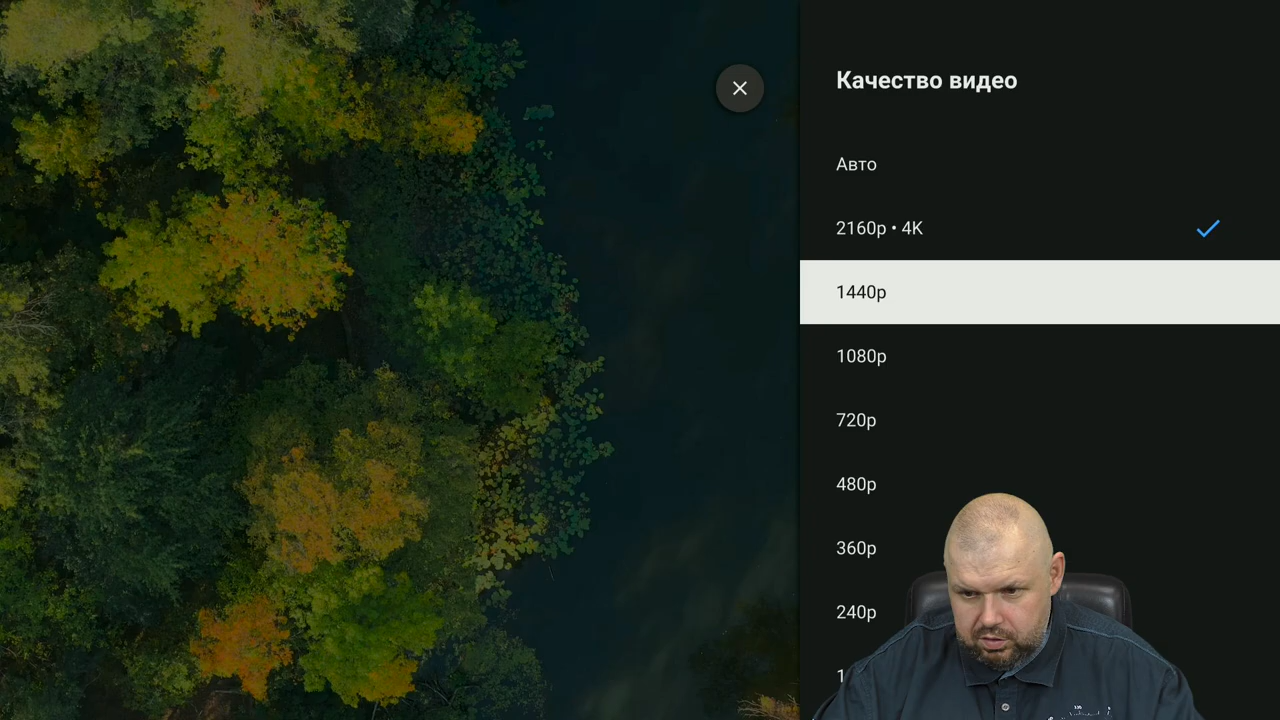 Качество видео
Авто
2160p • 4K
1440p
1080p
720p
480p
360p
240p